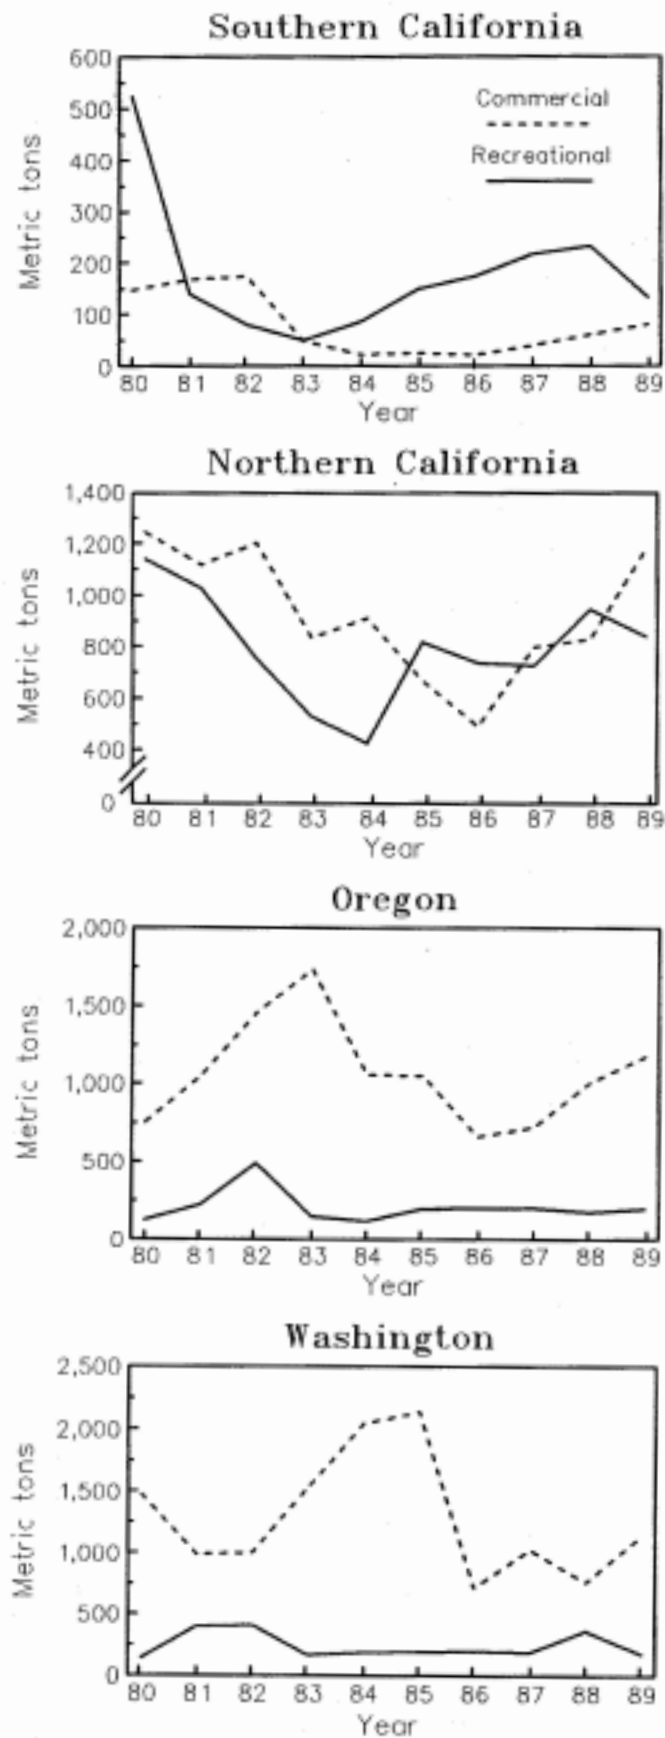 Southern California
600
500
400
300
200
100
0
Metric tons
Commercial
Recreational
80 81 82 83 84 85 86 87 88 89
Year
Northern California
1,400
1,200
1,000
800
600
400
0
Metric tons
80 81 82 83 84 85 86 87 88 89
Year
Oregon
2,000
1,500
1,000
500
0
Metric tons
80 81 82 83 84 85 86 87 88 89
Year
Washington
2,500
2,000
1,500
1,000
500
0
Metric tons
80 81 82 83 84 85 86 87 88 89
Year